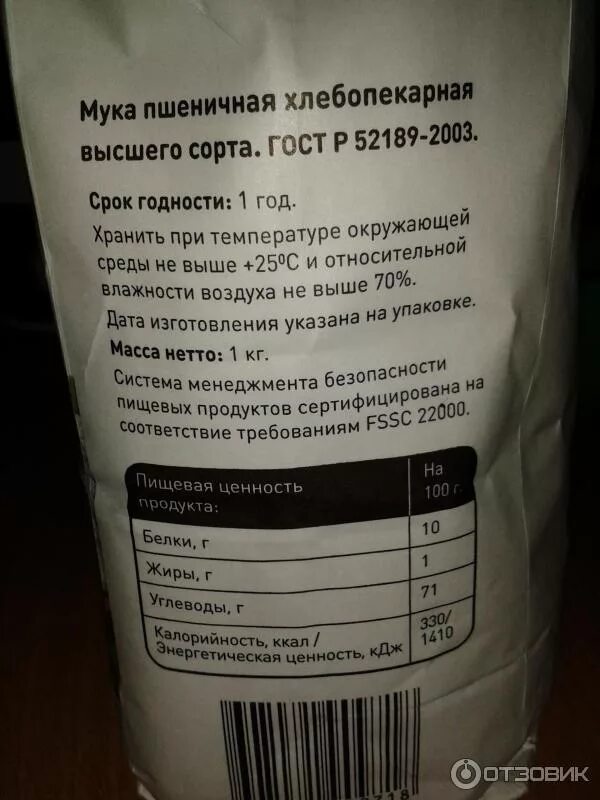 Мука пшеничная хлебопекарная
высшего сорта. ГОСТ Р 52189-2003.
Срок годности: 1 год.
Хранить при температуре окружающей
среды не выше +25⁰С и относительной
влажности воздуха не выше 70%.
Дата изготовления указана на упаковке.
Масса нетто: 1 кг.
Система менеджмента безопасности
пищевых продуктов сертифицирована на
соответствие требованиям FSSC 22000.
Пищевая ценность
продукта:
На
100 г.
Белки, г 10
Жиры, г 1
Углеводы, г 71
Калорийность, ккал /
Энергетическая ценность, кДж
330/
1410
ОТЗОВИК